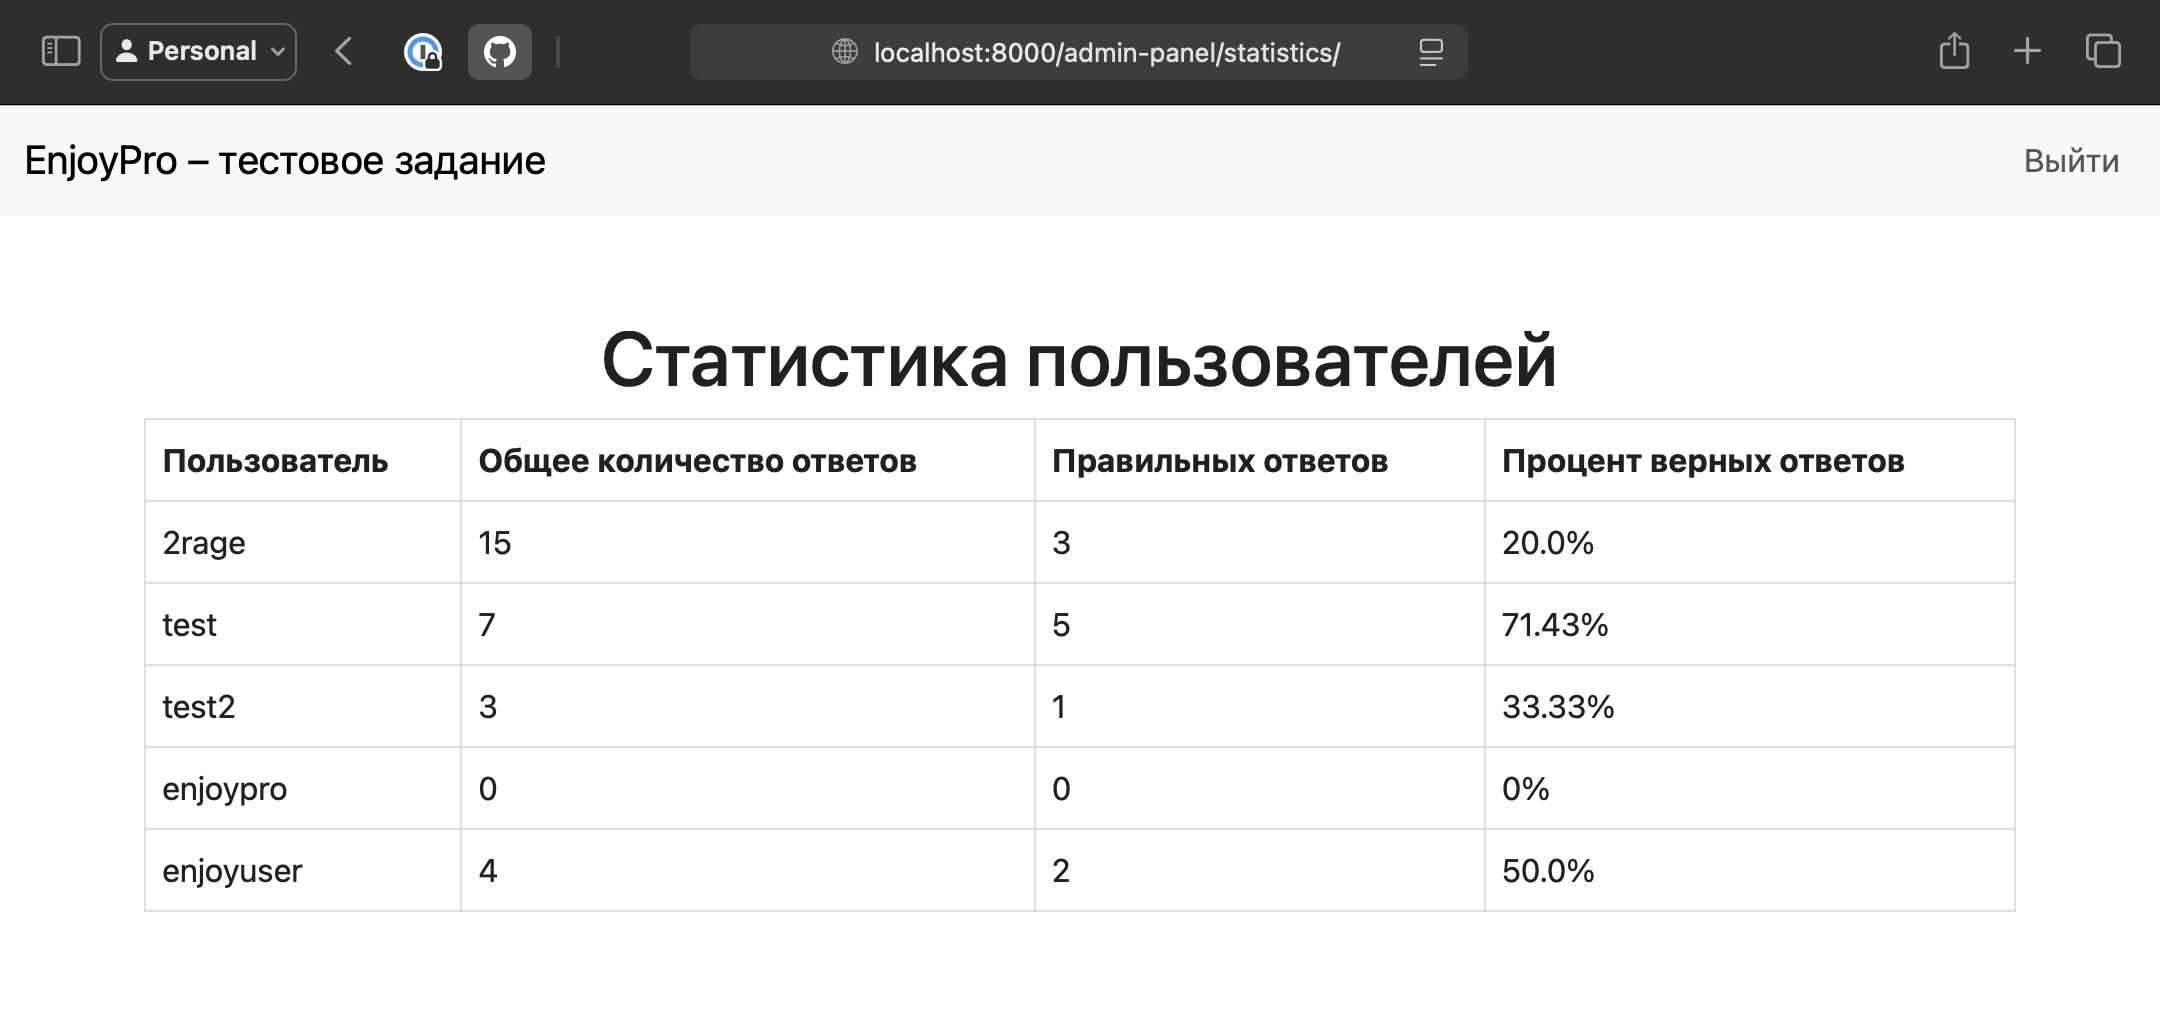 Personal
localhost:8000/admin-panel/statistics/
EnjoyPro – тестовое задание
Выйти
Статистика пользователей
Пользователь Общее количество ответов Правильных ответов Процент верных ответов
2rage 15 3 20.0%
test 7 5 71.43%
test2 3 1 33.33%
enjoypro 0 0 0%
enjoyuser 4 2 50.0%